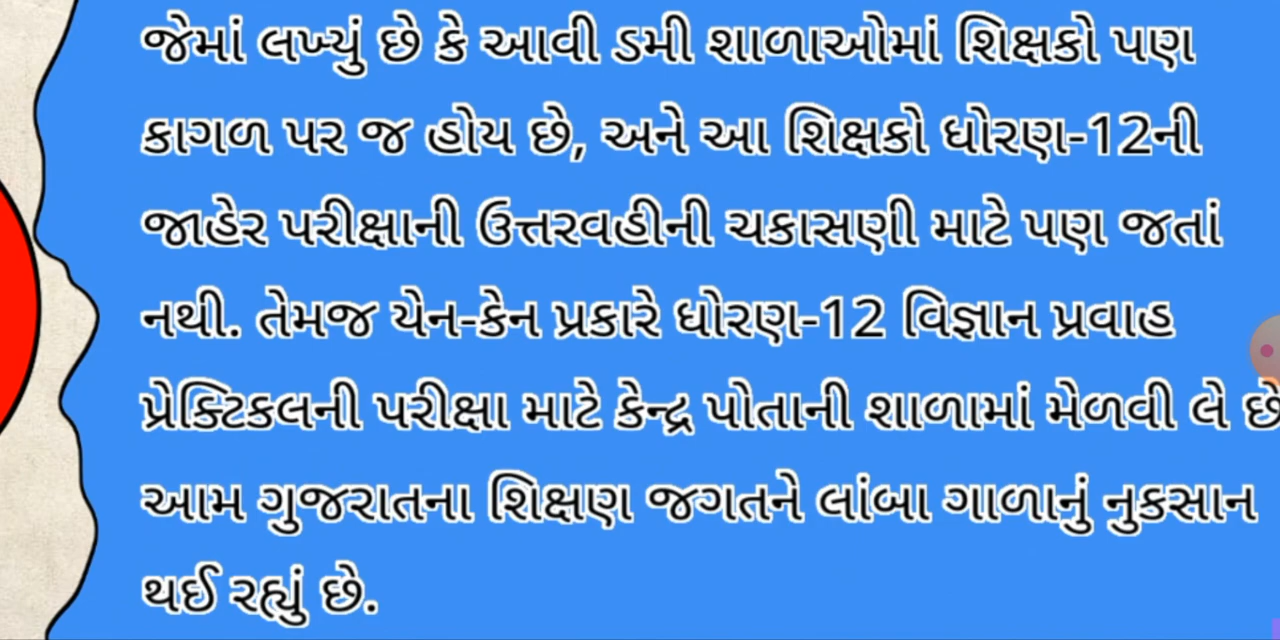 જેમાં લખ્યું છે કે આવી ડમી શાળાઓમાં શિક્ષકો પણ
કાગળ પર જ હોય છે, અને આ શિક્ષકો ધોરણ-12ની
જાહેર પરીક્ષાની ઉત્તરવહીની ચકાસણી માટે પણ જતાં
નથી. તેમજ યેન-કેન પ્રકારે ધોરણ-12 વિજ્ઞાન પ્રવાહ
પ્રેક્ટિકલની પરીક્ષા માટે કેન્દ્ર પોતાની શાળામાં મેળવી લે છે
આમ ગુજરાતના શિક્ષણ જગતને લાંબા ગાળાનું નુકસાન
થઈ રહ્યું છે.